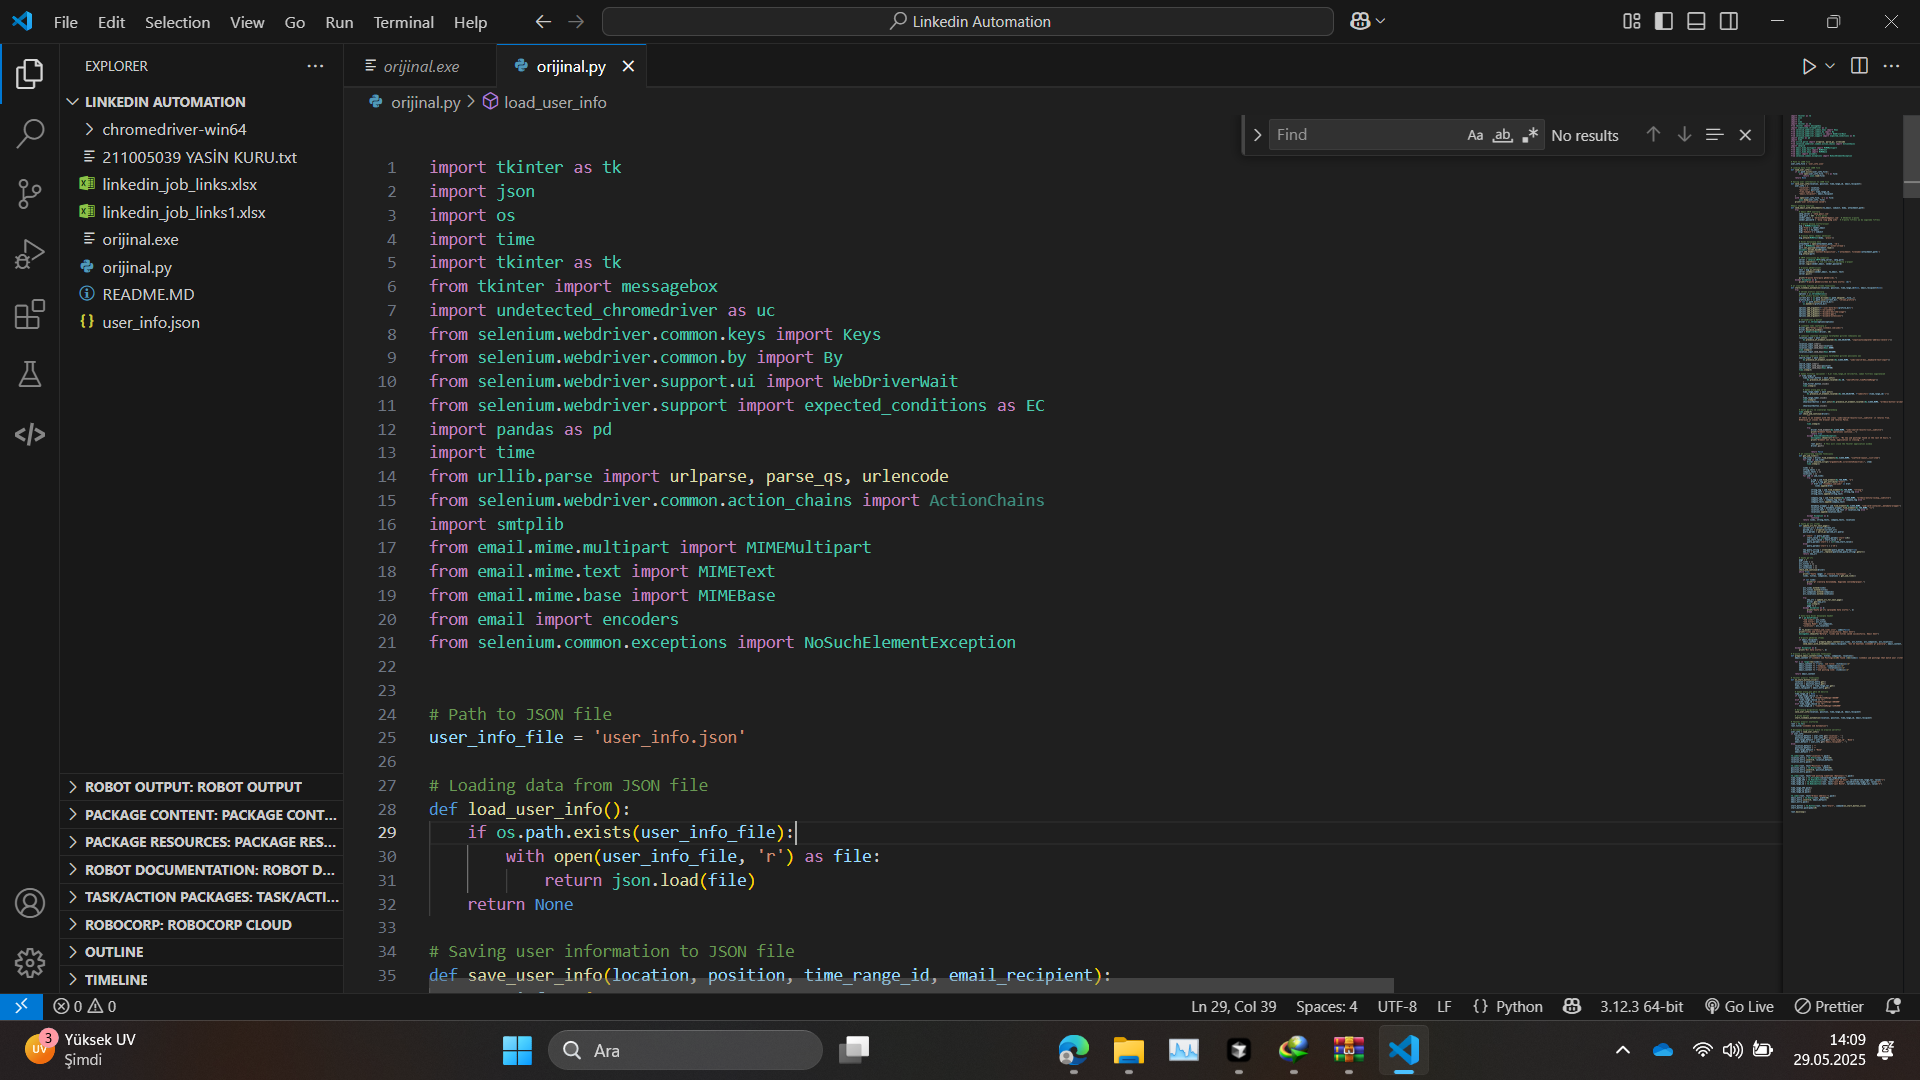 File Edit Selection View Go Run Terminal Help
Linkedin Automation
EXPLORER
LINKEDIN AUTOMATION
chromedriver-win64
211005039 YASİN KURU.txt
linkedin_job_links.xlsx
linkedin_job_links1.xlsx
orijinal.exe
orijinal.py
README.MD
user_info.json
ROBOT OUTPUT: ROBOT OUTPUT
PACKAGE CONTENT: PACKAGE CONT...
PACKAGE RESOURCES: PACKAGE RES...
ROBOT DOCUMENTATION: ROBOT D...
TASK/ACTION PACKAGES: TASK/ACTI...
ROBOCORP: ROBOCORP CLOUD
OUTLINE
TIMELINE
orijinal.exe
orijinal.py
orijinal.py > load_user_info
Find
Aa
ab
No results
1 import tkinter as tk
2 import json
3 import os
4 import time
5 import tkinter as tk
6 from tkinter import messagebox
7 import undetected_chromedriver as uc
8 from selenium.webdriver.common.keys import Keys
9 from selenium.webdriver.common.by import By
10 from selenium.webdriver.support.ui import WebDriverWait
11 from selenium.webdriver.support import expected_conditions as EC
12 import pandas as pd
13 import time
14 from urllib.parse import urlparse, parse_qs, urlencode
15 from selenium.webdriver.common.action_chains import ActionChains
16 import smtplib
17 from email.mime.multipart import MIMEMultipart
18 from email.mime.text import MIMEText
19 from email.mime.base import MIMEBase
20 from email import encoders
21 from selenium.common.exceptions import NoSuchElementException
22
23
24 # Path to JSON file
25 user_info_file = 'user_info.json'
26
27 # Loading data from JSON file
28 def load_user_info():
29 if os.path.exists(user_info_file):
30 with open(user_info_file, 'r') as file:
31 return json.load(file)
32 return None
33
34 # Saving user information to JSON file
35 def save_user_info(location, position, time_range_id, email_recipient):
0 0
Ln 29, Col 39 Spaces: 4 UTF-8 LF {} Python 3.12.3 64-bit Go Live Prettier
3
UV
Yüksek UV
Şimdi
Ara
14:09
29.05.2025